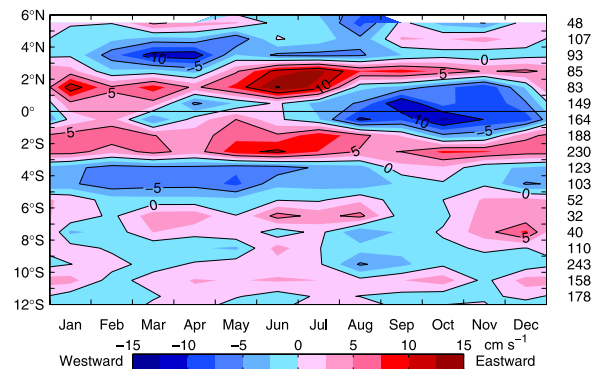 6°N 48
107
4°N 93
85
2°N 83
149
0° 164
188
2°S 230
123
4°S 103
52
6°S 32
40
8°S 110
243
10°S 158
178
12°S
−10 −5 0 5
5 10
−10 −5
5 5 5
−5 0 0
0 5
Jan Feb Mar Apr May Jun Jul Aug Sep Oct Nov Dec
−15 −10 −5 0 5 10 15 cm s⁻¹
Westward Eastward